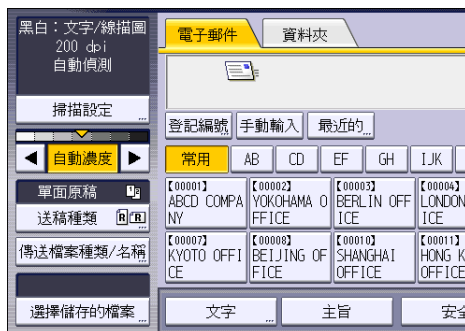 黑白：文字/線描圖
200 dpi
自動偵測
掃描設定
自動濃度
單面原稿
送稿種類
傳送檔案種類/名稱
選擇儲存的檔案
電子郵件
資料夾
登記編號
手動輸入
最近的
常用
AB
CD
EF
GH
IJK
【00001】
ABCD COMPA
NY
【00002】
YOKOHAMA O
FFICE
【00003】
BERLIN OFF
ICE
【00004】
LONDON
ICE
【00007】
KYOTO OFFI
CE
【00008】
BEIJING OF
FICE
【00010】
SHANGHAI
OFFICE
【00011】
HONG K
OFFICE
文字
主旨
安全